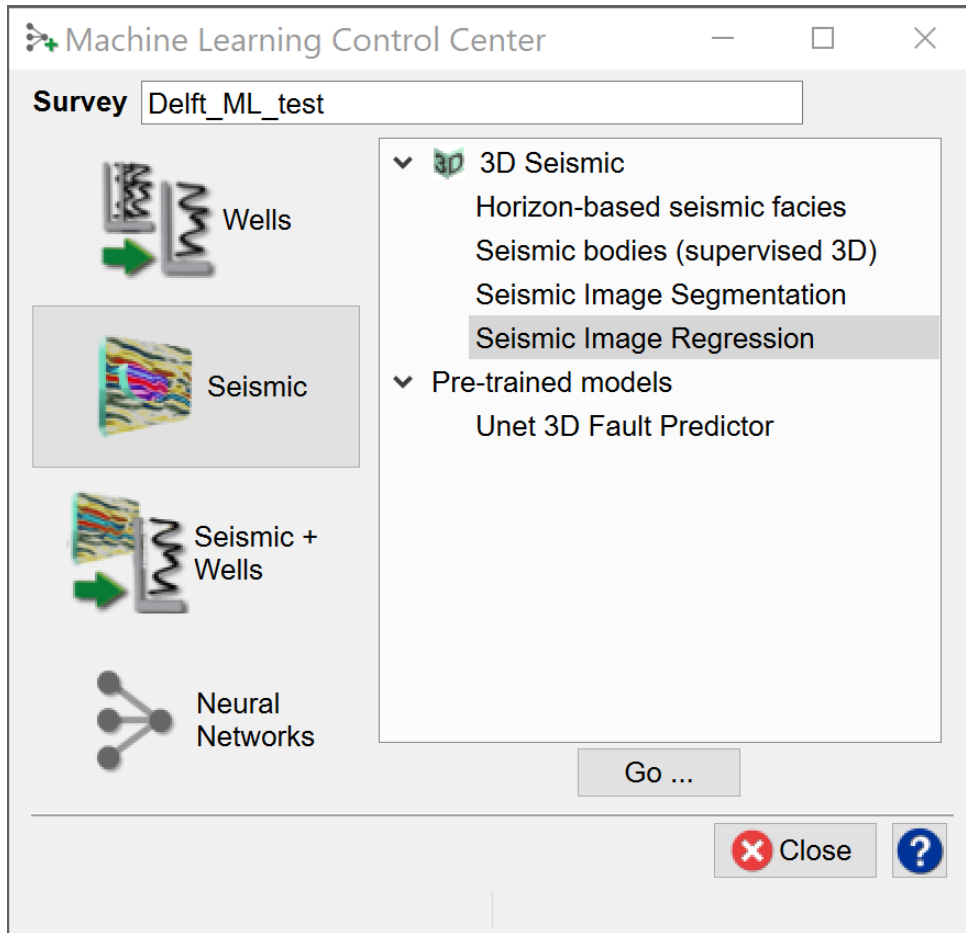 Machine Learning Control Center
Survey Delft_ML_test
Wells
Seismic
Seismic +
Wells
Neural
Networks
3D 3D Seismic
Horizon-based seismic facies
Seismic bodies (supervised 3D)
Seismic Image Segmentation
Seismic Image Regression
Pre-trained models
Unet 3D Fault Predictor
Go ...
Close
?